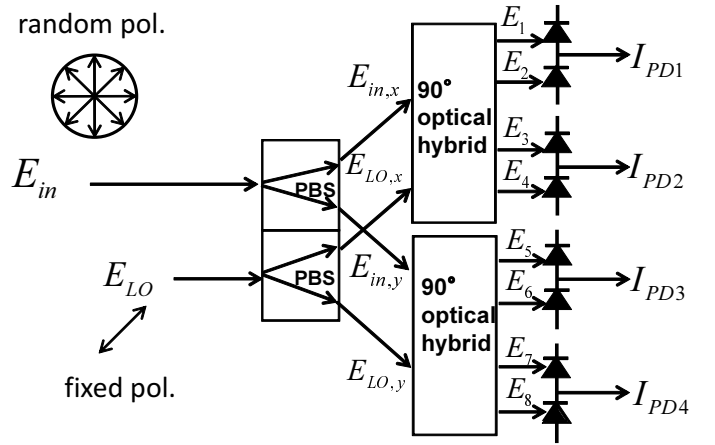 random pol.
E_{in}
E_{LO}
fixed pol.
PBS
PBS
E_{in,x}
E_{LO,x}
E_{in,y}
E_{LO,y}
90°
optical
hybrid
90°
optical
hybrid
E_1
E_2
E_3
E_4
E_5
E_6
E_7
E_8
I_{PD1}
I_{PD2}
I_{PD3}
I_{PD4}